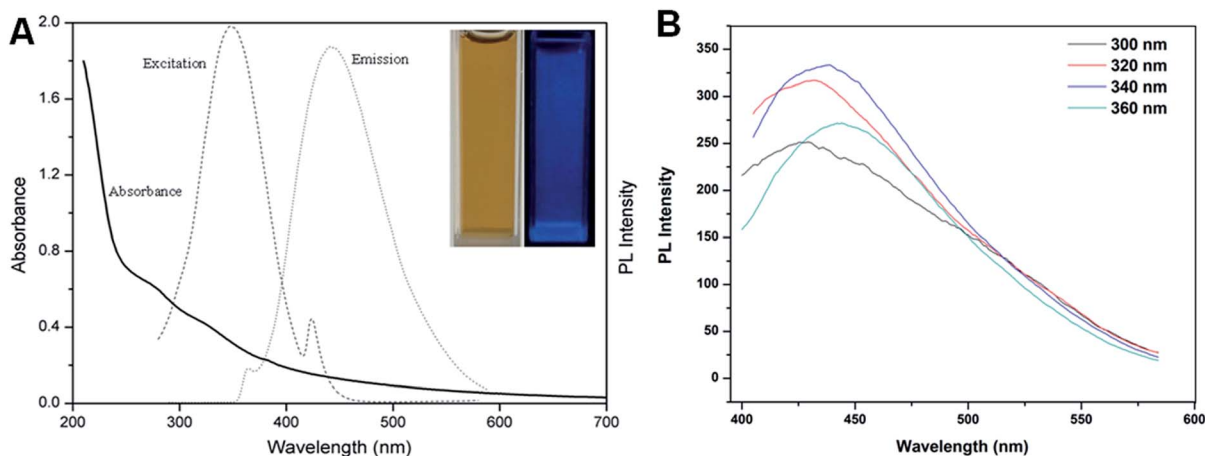 A
B
2.0
1.6
1.2
0.8
0.4
0.0
Absorbance
Excitation
Emission
Absorbance
PL Intensity
200 300 400 500 600 700
Wavelength (nm)
300 nm
320 nm
340 nm
360 nm
350
300
250
200
150
100
50
0
PL Intensity
400 450 500 550 600
Wavelength (nm)